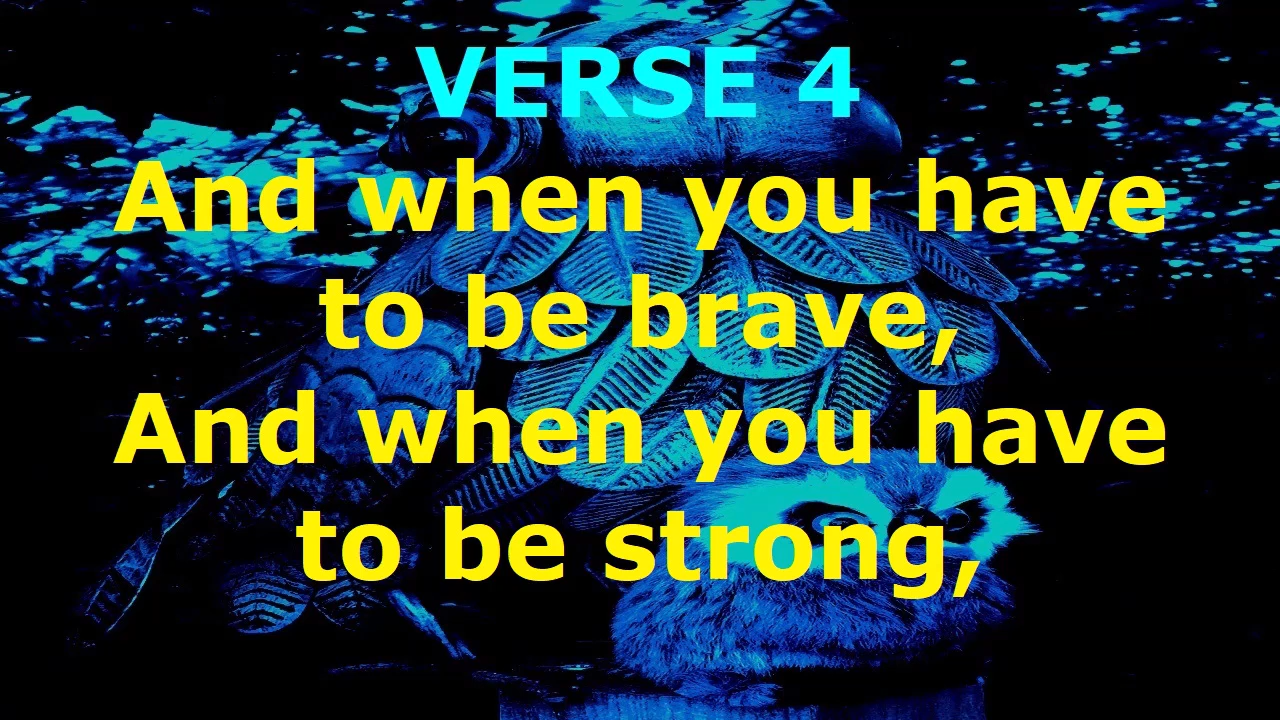 VERSE 4
And when you have
to be brave,
And when you have
to be strong,